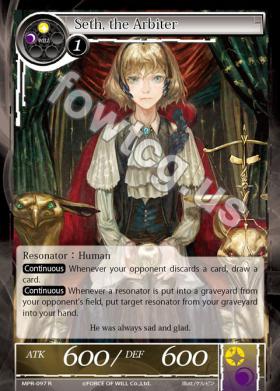 Seth, the Arbiter
WILL
1
fowtcg.us
Resonator : Human
Continuous Whenever your opponent discards a card, draw a
card.
Continuous Whenever a resonator is put into a graveyard from
your opponent's field, put target resonator from your graveyard
into your hand.
He was always sad and glad.
ATK 600 / DEF 600
MPR-097 R ©FORCE OF WILL Co.,Ltd.